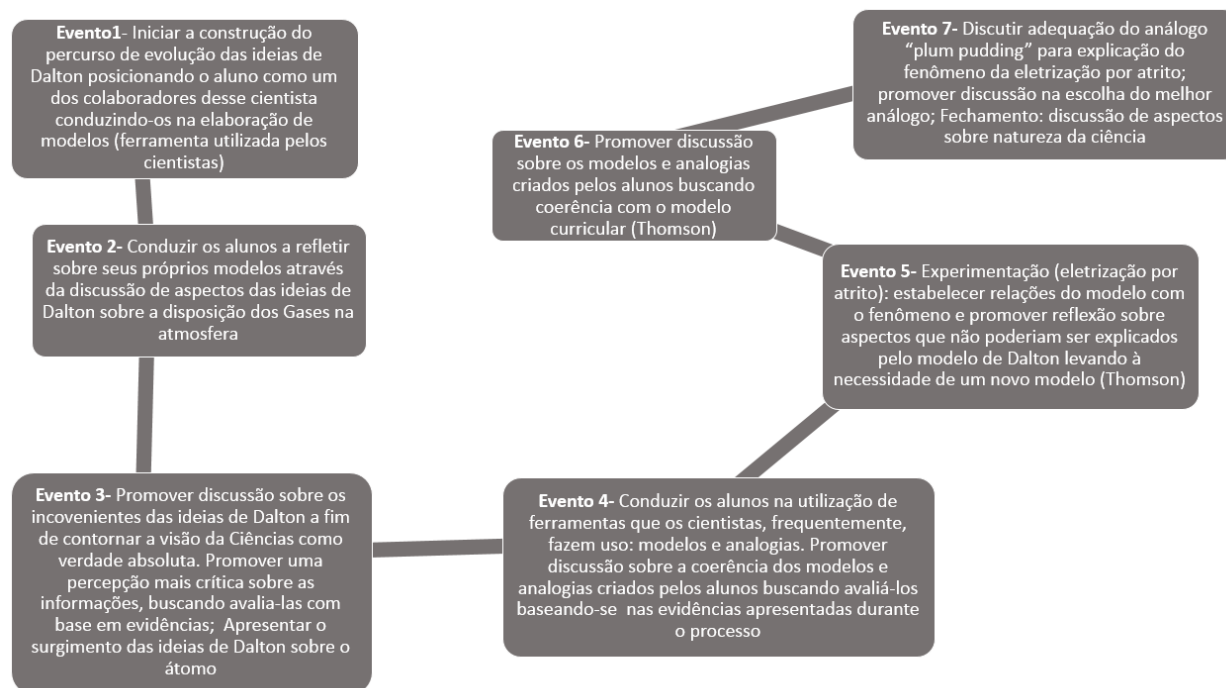 Evento1- Iniciar a construção do
percurso de evolução das ideias de
Dalton posicionando o aluno como um
dos colaboradores desse cientista
conduzindo-os na elaboração de
modelos (ferramenta utilizada pelos
cientistas)
Evento 2- Conduzir os alunos a refletir
sobre seus próprios modelos através
da discussão de aspectos das ideias de
Dalton sobre a disposição dos Gases na
atmosfera
Evento 3- Promover discussão sobre os
incovenientes das ideias de Dalton a fim
de contornar a visão da Ciências como
verdade absoluta. Promover uma
percepção mais crítica sobre as
informações, buscando avalia-las com
base em evidências; Apresentar o
surgimento das ideias de Dalton sobre o
átomo
Evento 4- Conduzir os alunos na utilização de
ferramentas que os cientistas, frequentemente,
fazem uso: modelos e analogias. Promover
discussão sobre a coerência dos modelos e
analogias criados pelos alunos buscando avaliá-los
baseando-se nas evidências apresentadas durante
o processo
Evento 5- Experimentação (eletrização por
atrito): estabelecer relações do modelo com
o fenômeno e promover reflexão sobre
aspectos que não poderiam ser explicados
pelo modelo de Dalton levando à
necessidade de um novo modelo (Thomson)
Evento 6- Promover discussão
sobre os modelos e analogias
criados pelos alunos buscando
coerência com o modelo
curricular (Thomson)
Evento 7- Discutir adequação do análogo
“plum pudding” para explicação do
fenômeno da eletrização por atrito;
promover discussão na escolha do melhor
análogo; Fechamento: discussão de aspectos
sobre natureza da ciência